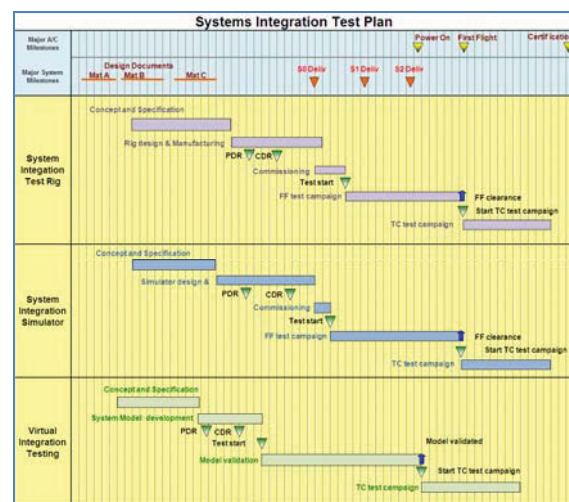 Systems Integration Test Plan
Major A/C
Milestones
Power On
First Flight
Certification
Major System
Milestones
Design Documents
Mat A
Mat B
Mat C
S0 Deliv
S1 Deliv
S2 Deliv
System
Integation
Test Rig
Concept and Specification
Rig design & Manufacturing
PDR
CDR
Commissioning
Test start
FF test campaign
FF clearance
Start TC test campaign
TC test campaign
System
Integration
Simulator
Concept and Specification
Simulator design &
PDR
CDR
Commissioning
Test start
FF test campaign
FF clearance
Start TC test campaign
TC test campaign
Virtual
Integration
Testing
Concept and Specification
System Model development
PDR
CDR
Test start
Model validation
Model validated
Start TC test campaign
TC test campaign